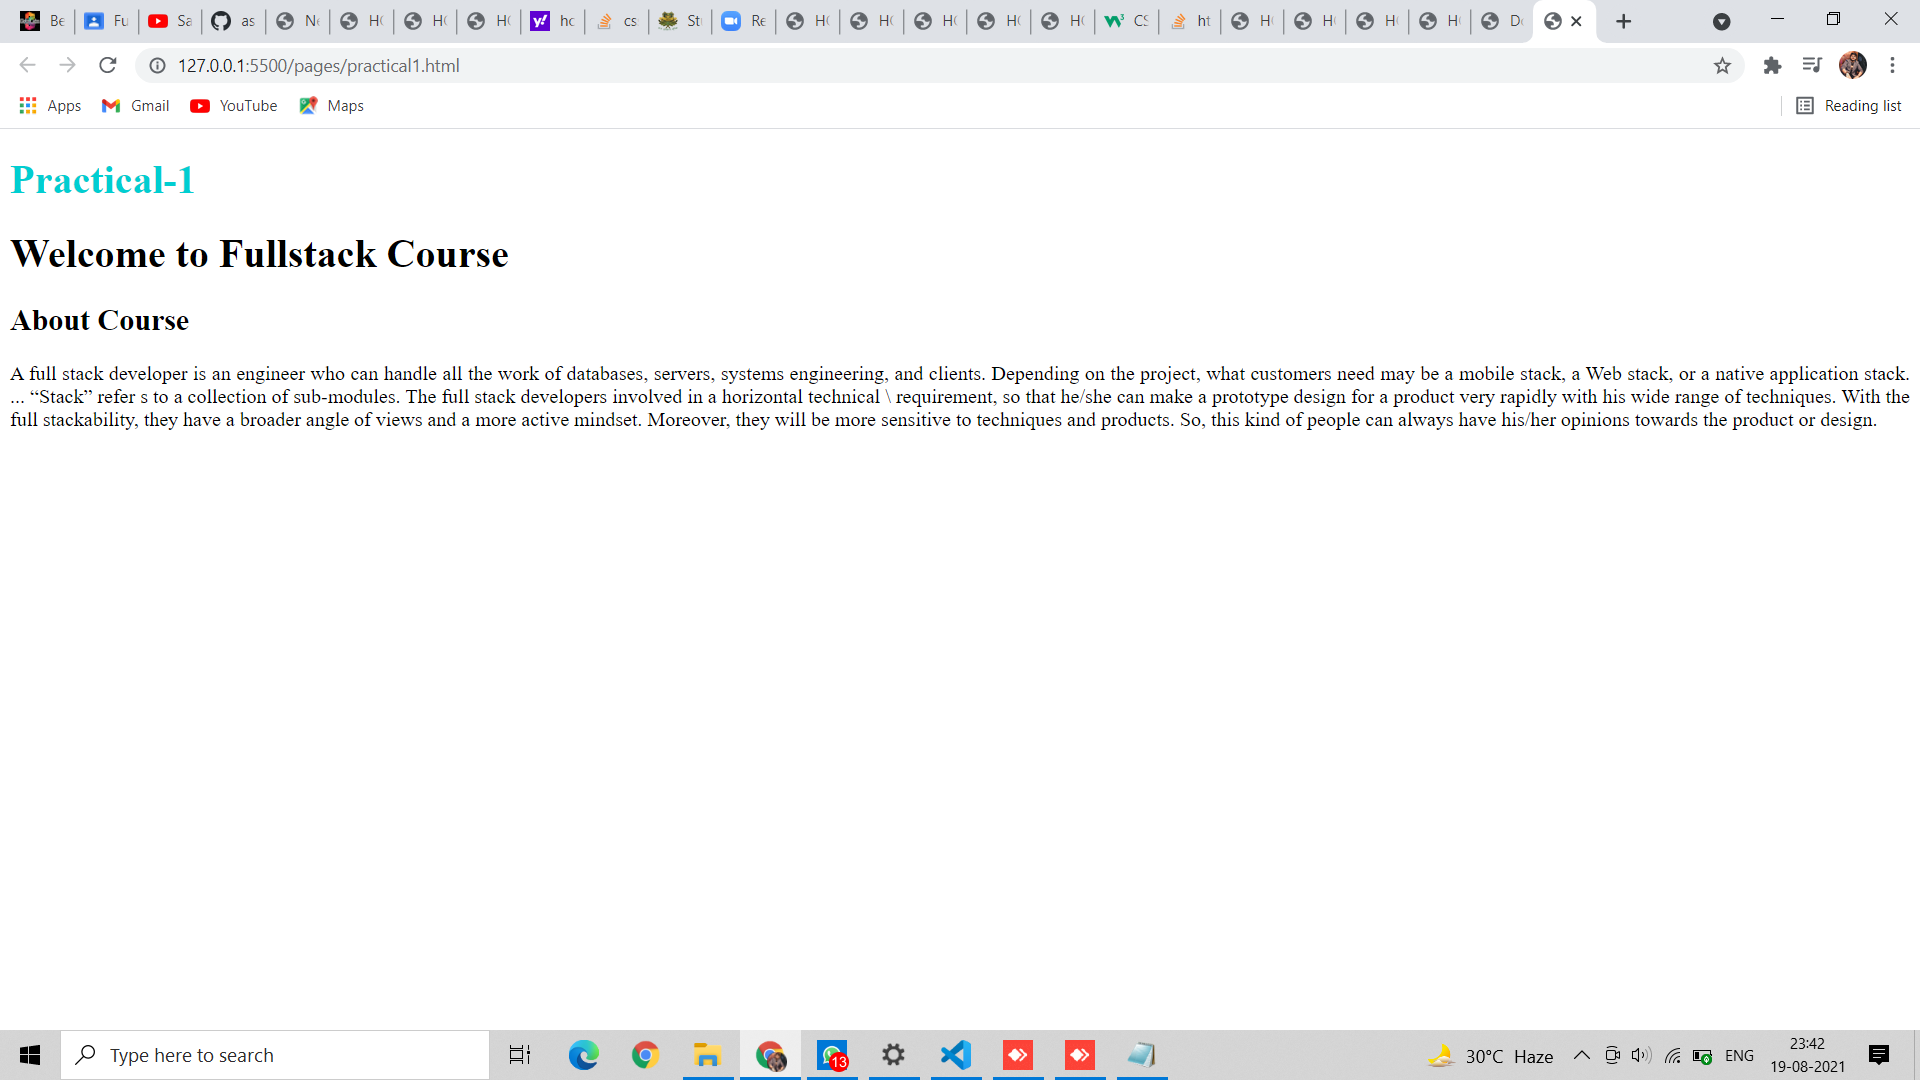 Be Fu Sa as Ne HC HC HC hc cs Re HC HC HC HC HC CS ht HC HC HC HC
127.0.0.1:5500/pages/practical1.html
Apps Gmail YouTube Maps Reading list
Practical-1
Welcome to Fullstack Course
About Course
A full stack developer is an engineer who can handle all the work of databases, servers, systems engineering, and clients. Depending on the project, what customers need may be a mobile stack, a Web stack, or a native application stack.
... “Stack” refer s to a collection of sub-modules. The full stack developers involved in a horizontal technical \ requirement, so that he/she can make a prototype design for a product very rapidly with his wide range of techniques. With the
full stackability, they have a broader angle of views and a more active mindset. Moreover, they will be more sensitive to techniques and products. So, this kind of people can always have his/her opinions towards the product or design.
Type here to search 13 30°C Haze ENG 23:42
19-08-2021